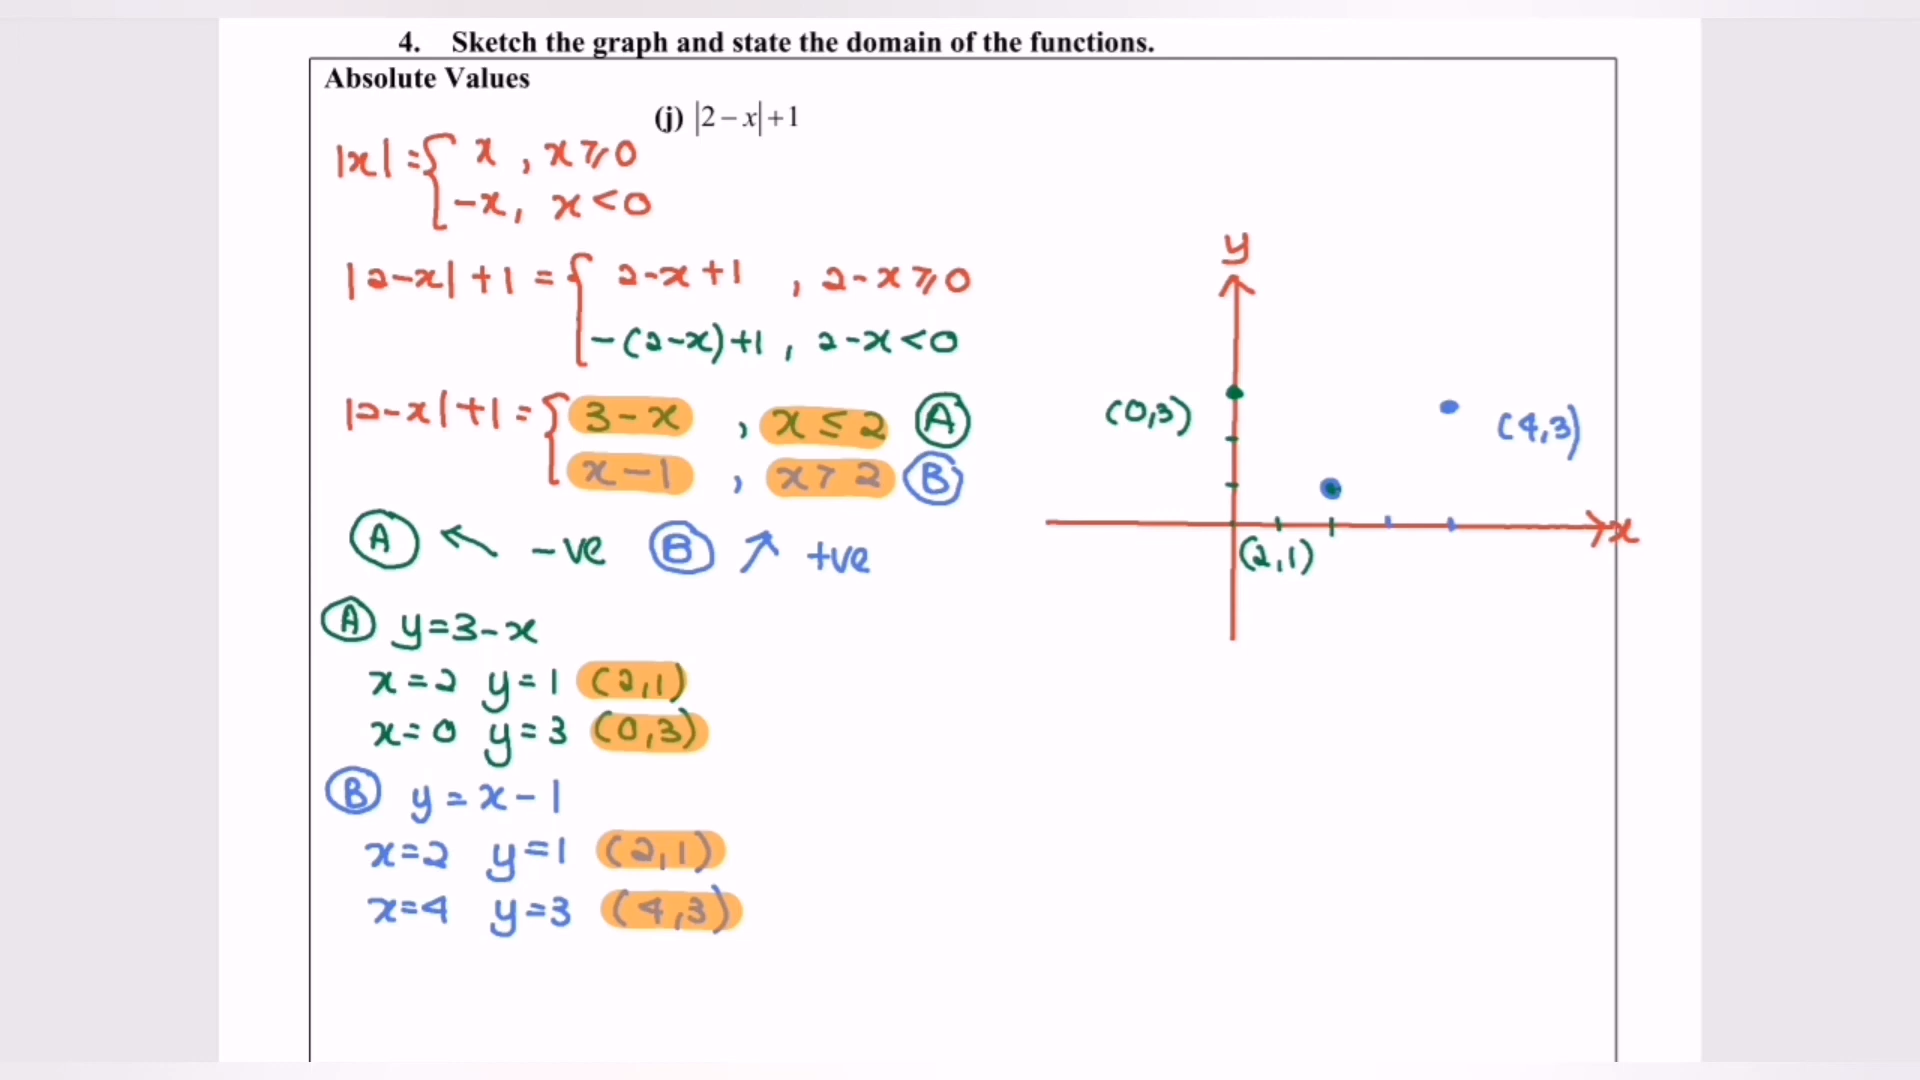 4. Sketch the graph and state the domain of the functions.
Absolute Values
(j) |2 − x| + 1
|x| = { x , x ≥ 0
−x , x < 0
|2−x| + 1 = { 2−x+1 , 2−x ≥ 0
−(2−x)+1 , 2−x < 0
|2−x|+1 = { 3−x , x ≤ 2 A
x−1 , x > 2 B
A ↖ −ve B ↗ +ve
A y=3−x
x=2 y=1 (2,1)
x=0 y=3 (0,3)
B y=x−1
x=2 y=1 (2,1)
x=4 y=3 (4,3)
y
(0,3)
(4,3)
x
(2,1)